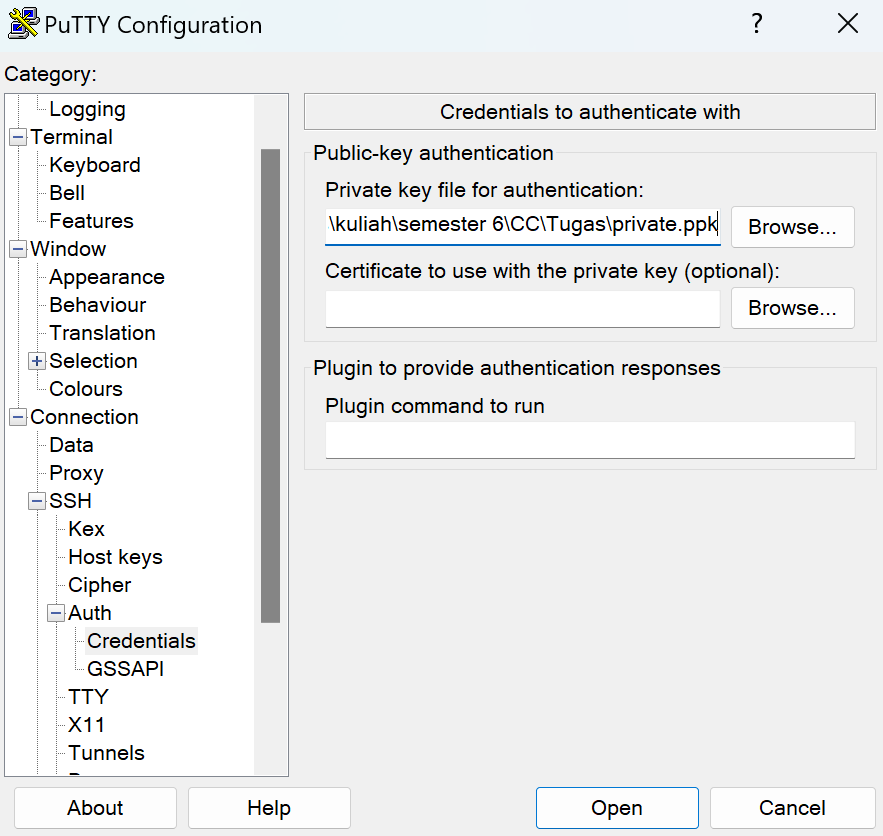 PuTTY Configuration
?
Category:
Logging
Terminal
Keyboard
Bell
Features
Window
Appearance
Behaviour
Translation
Selection
Colours
Connection
Data
Proxy
SSH
Kex
Host keys
Cipher
Auth
Credentials
GSSAPI
TTY
X11
Tunnels
Credentials to authenticate with
Public-key authentication
Private key file for authentication:
\kuliah\semester 6\CC\Tugas\private.ppk
Browse...
Certificate to use with the private key (optional):
Browse...
Plugin to provide authentication responses
Plugin command to run
About
Help
Open
Cancel